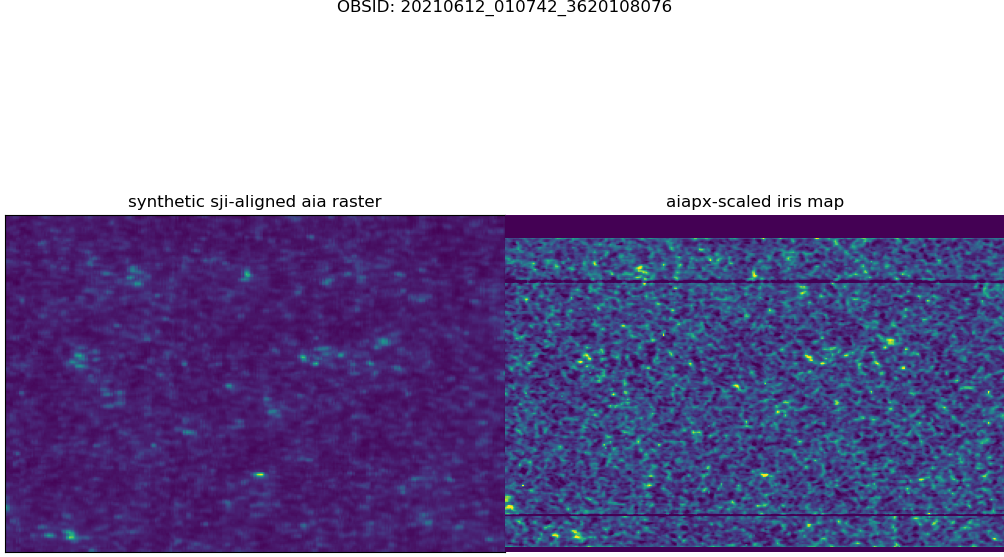 OBSID: 20210612_010742_3620108076
synthetic sji-aligned aia raster
aiapx-scaled iris map